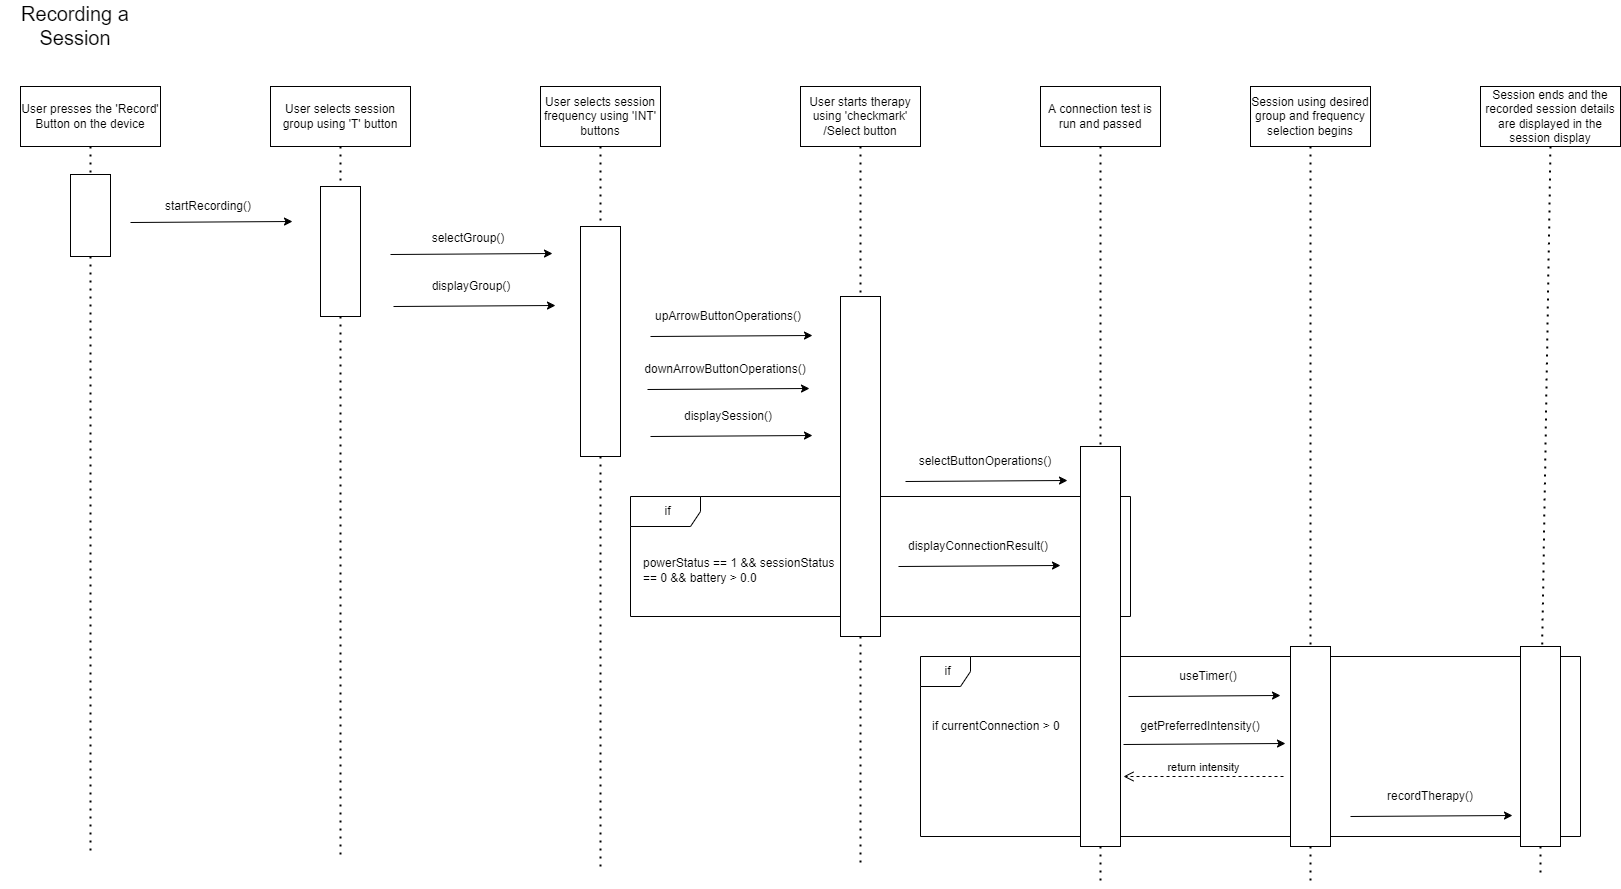 Recording a
Session
User presses the 'Record'
Button on the device
User selects session
group using 'T' button
User selects session
frequency using 'INT'
buttons
User starts therapy
using 'checkmark'
/Select button
A connection test is
run and passed
Session using desired
group and frequency
selection begins
Session ends and the
recorded session details
are displayed in the
session display
startRecording()
selectGroup()
displayGroup()
upArrowButtonOperations()
downArrowButtonOperations()
displaySession()
selectButtonOperations()
if
displayConnectionResult()
powerStatus == 1 && sessionStatus
== 0 && battery > 0.0
if
useTimer()
if currentConnection > 0
getPreferredIntensity()
return intensity
recordTherapy()